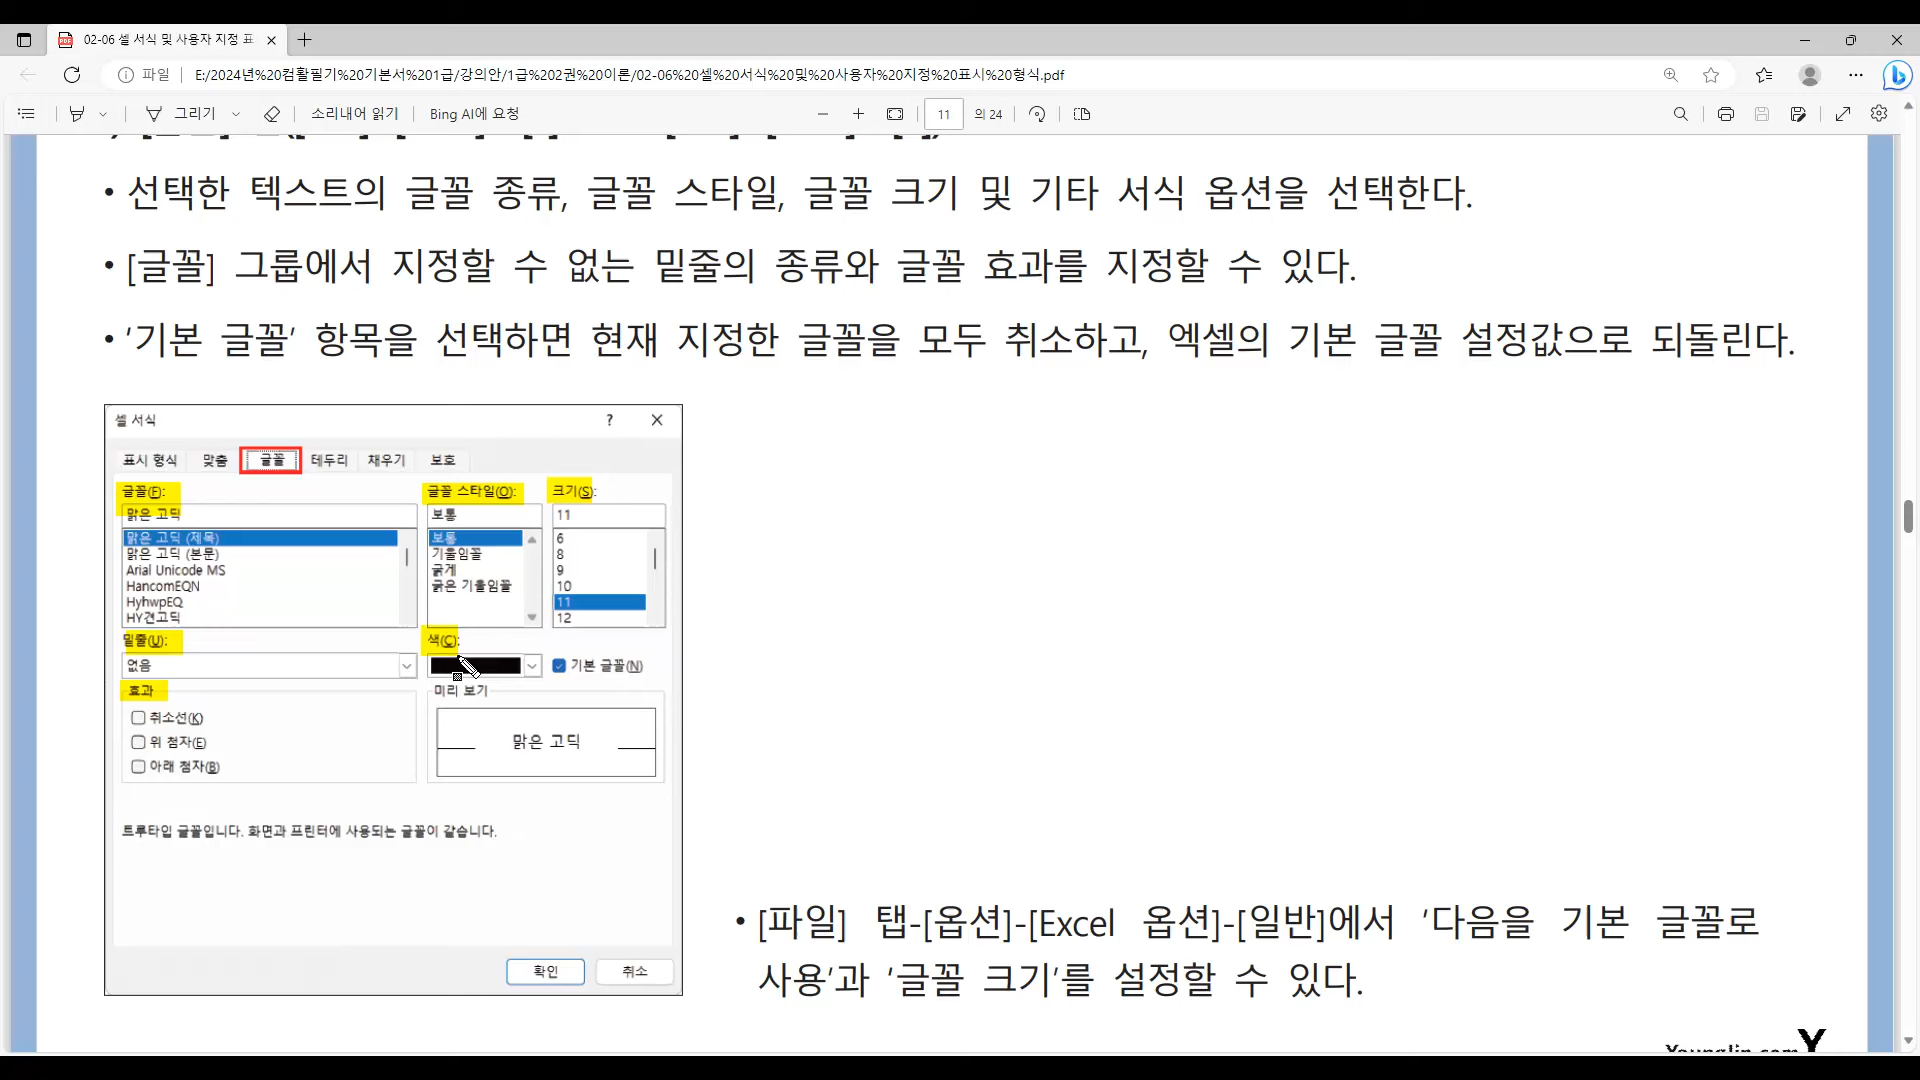 02-06 셀 서식 및 사용자 지정 표
파일 E:/2024년%20컴활필기%20기본서%201급/강의안/1급%202권%20이론/02-06%20셀%20서식%20및%20사용자%20지정%20표시%20형식.pdf
그리기 소리내어 읽기 Bing AI에 요청 11 의 24
• 선택한 텍스트의 글꼴 종류, 글꼴 스타일, 글꼴 크기 및 기타 서식 옵션을 선택한다.
• [글꼴] 그룹에서 지정할 수 없는 밑줄의 종류와 글꼴 효과를 지정할 수 있다.
• '기본 글꼴' 항목을 선택하면 현재 지정한 글꼴을 모두 취소하고, 엑셀의 기본 글꼴 설정값으로 되돌린다.
셀 서식 ?
표시 형식 맞춤 글꼴 테두리 채우기 보호
글꼴(F): 글꼴 스타일(O): 크기(S):
맑은 고딕 보통 11
맑은 고딕 (제목) 보통 6
맑은 고딕 (본문) 기울임꼴 8
Arial Unicode MS 굵게 9
HancomEQN 굵은 기울임꼴 10
HyhwpEQ 11
HY견고딕 12
밑줄(U): 색(C):
없음 기본 글꼴(N)
효과 미리 보기
취소선(K)
위 첨자(E) 맑은 고딕
아래 첨자(B)
트루타입 글꼴입니다. 화면과 프린터에 사용되는 글꼴이 같습니다.
확인 취소
• [파일] 탭-[옵션]-[Excel 옵션]-[일반]에서 '다음을 기본 글꼴로
사용'과 '글꼴 크기'를 설정할 수 있다.
Y